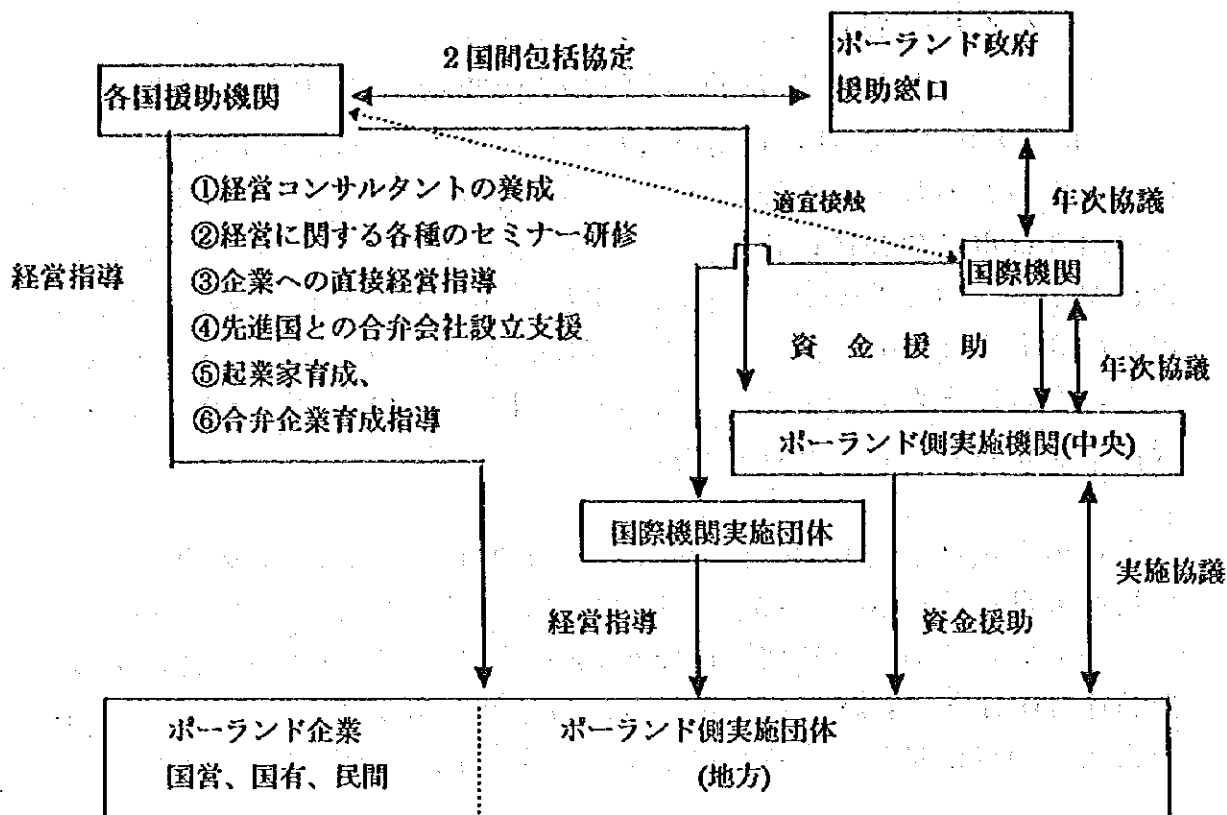 2国間包括協定
ポーランド政府
援助窓口
各国援助機関
①経営コンサルタントの養成
②経営に関する各種のセミナー研修
③企業への直接経営指導
④先進国との合弁会社設立支援
⑤起業家育成、
⑥合弁企業育成指導
経営指導
適宜接触
年次協議
国際機関
資金援助
年次協議
ポーランド側実施機関(中央)
国際機関実施団体
実施協議
経営指導
資金援助
ポーランド企業
国営、国有、民間
ポーランド側実施団体
(地方)